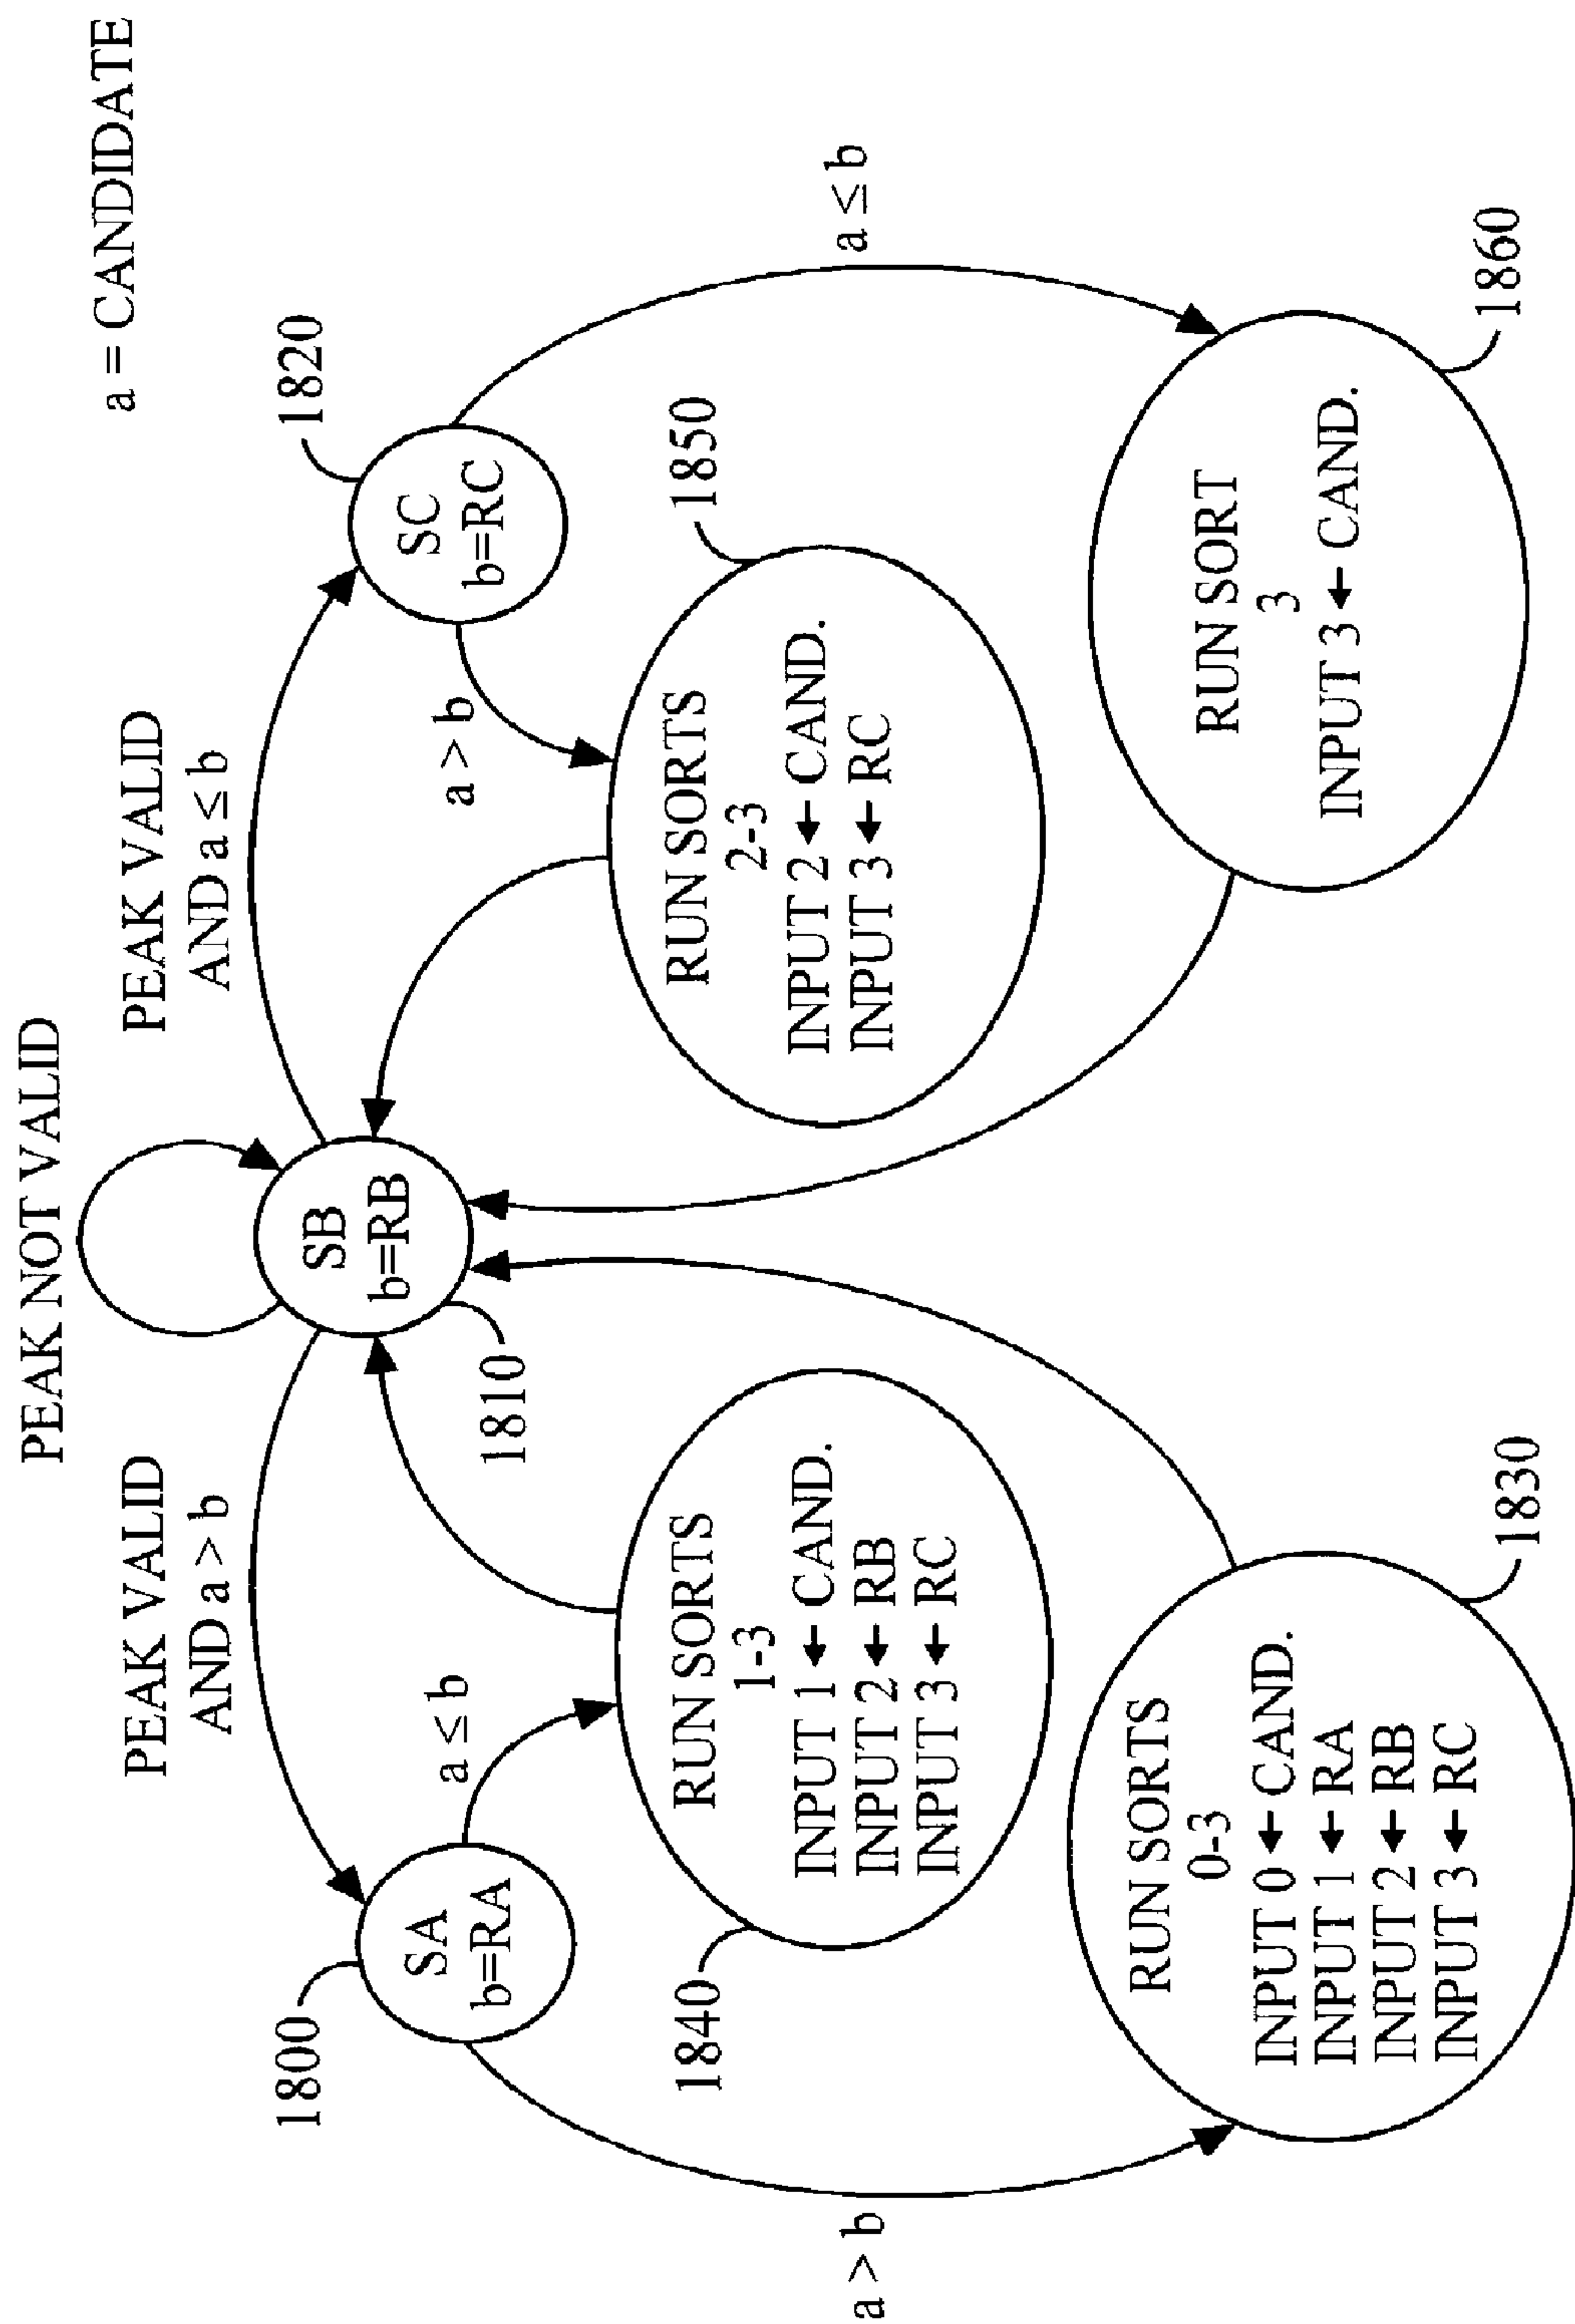 a = CANDIDATE
PEAK NOT VALID
PEAK VALID
AND a > b
PEAK VALID
AND a ≤ b
1800
SA
b=RA
SB
b=RB
1810
1820
SC
b=RC
a ≤ b
a > b
1840
RUN SORTS
1-3
INPUT 1 ← CAND.
INPUT 2 ← RB
INPUT 3 ← RC
1850
RUN SORTS
2-3
INPUT 2 ← CAND.
INPUT 3 ← RC
a > b
a ≤ b
RUN SORTS
0-3
INPUT 0 ← CAND.
INPUT 1 ← RA
INPUT 2 ← RB
INPUT 3 ← RC
1830
RUN SORT
3
INPUT 3 ← CAND.
1860